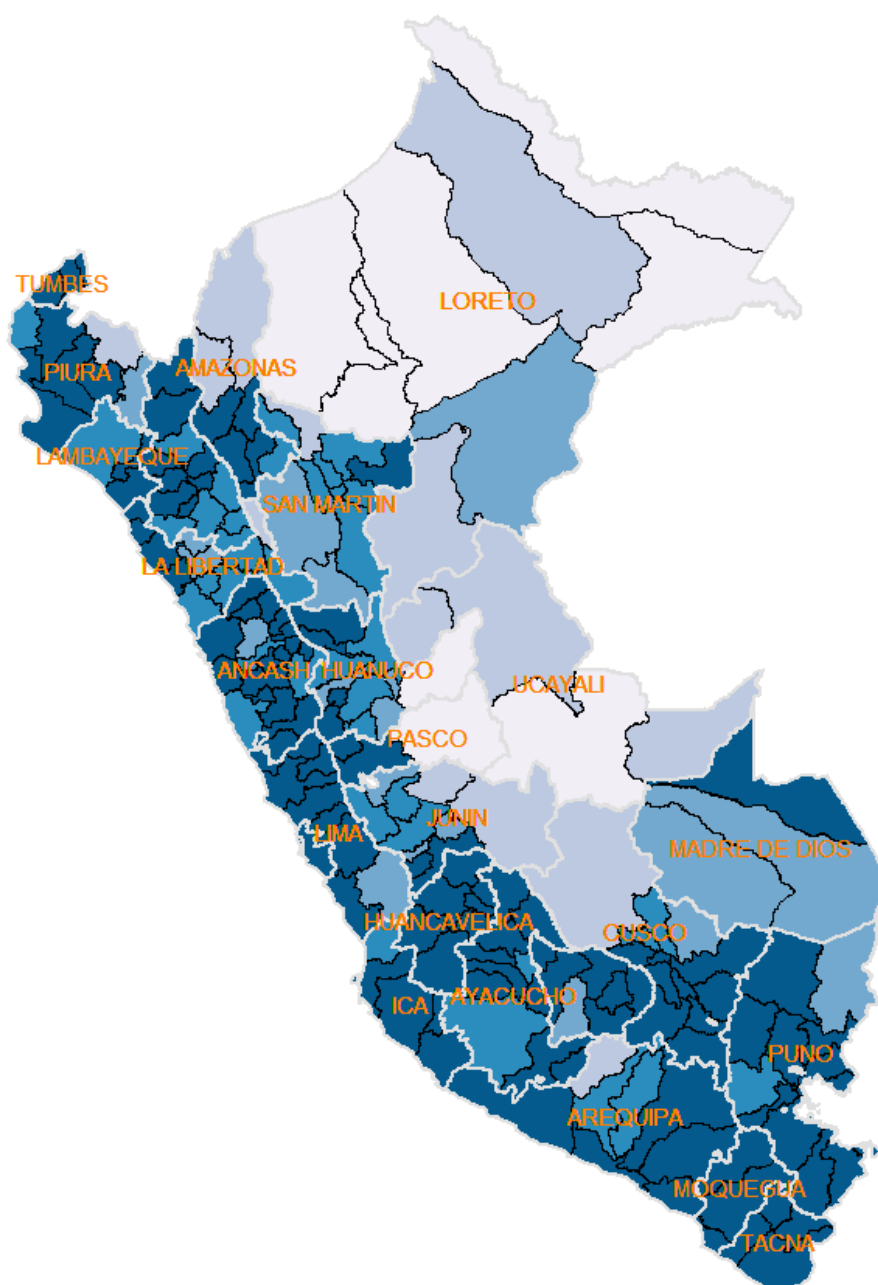 TUMBES
LORETO
PIURA
AMAZONAS
LAMBAYEQUE
SAN MARTIN
LA LIBERTAD
ANCASH
HUANUCO
UCAYALI
PASCO
LIMA
JUNIN
MADRE DE DIOS
HUANCAVELICA
CUSCO
ICA
AYACUCHO
PUNO
AREQUIPA
MOQUEGUA
TACNA